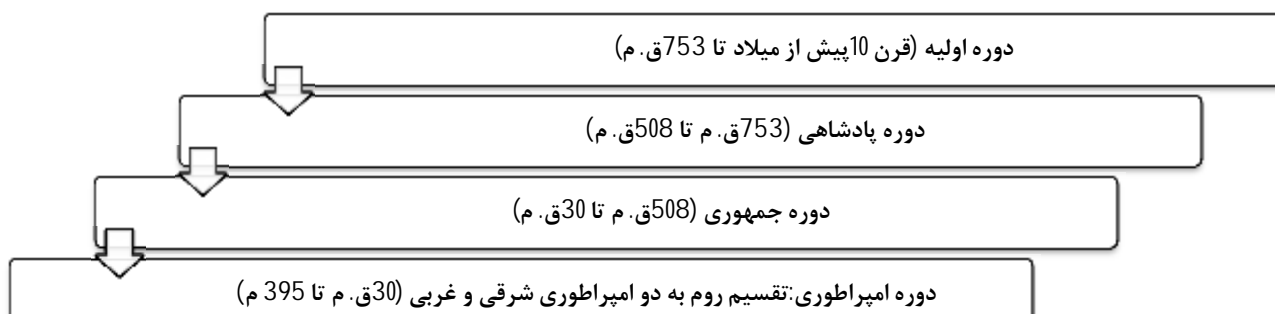 دوره اولیه (قرن 10پیش از میلاد تا 753ق. م)
دوره پادشاهی (753ق. م تا 508ق. م)
دوره جمهوری (508ق. م تا 30ق. م)
دوره امپراطوری:تقسیم روم به دو امپراطوری شرقی و غربی (30ق. م تا 395 م)